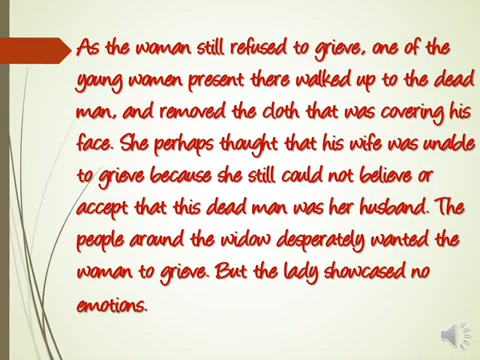 As the woman still refused to grieve, one of the
young women present there walked up to the dead
man, and removed the cloth that was covering his
face. She perhaps thought that his wife was unable
to grieve because she still could not believe or
accept that this dead man was her husband. The
people around the widow desperately wanted the
woman to grieve. But the lady showcased no
emotions.